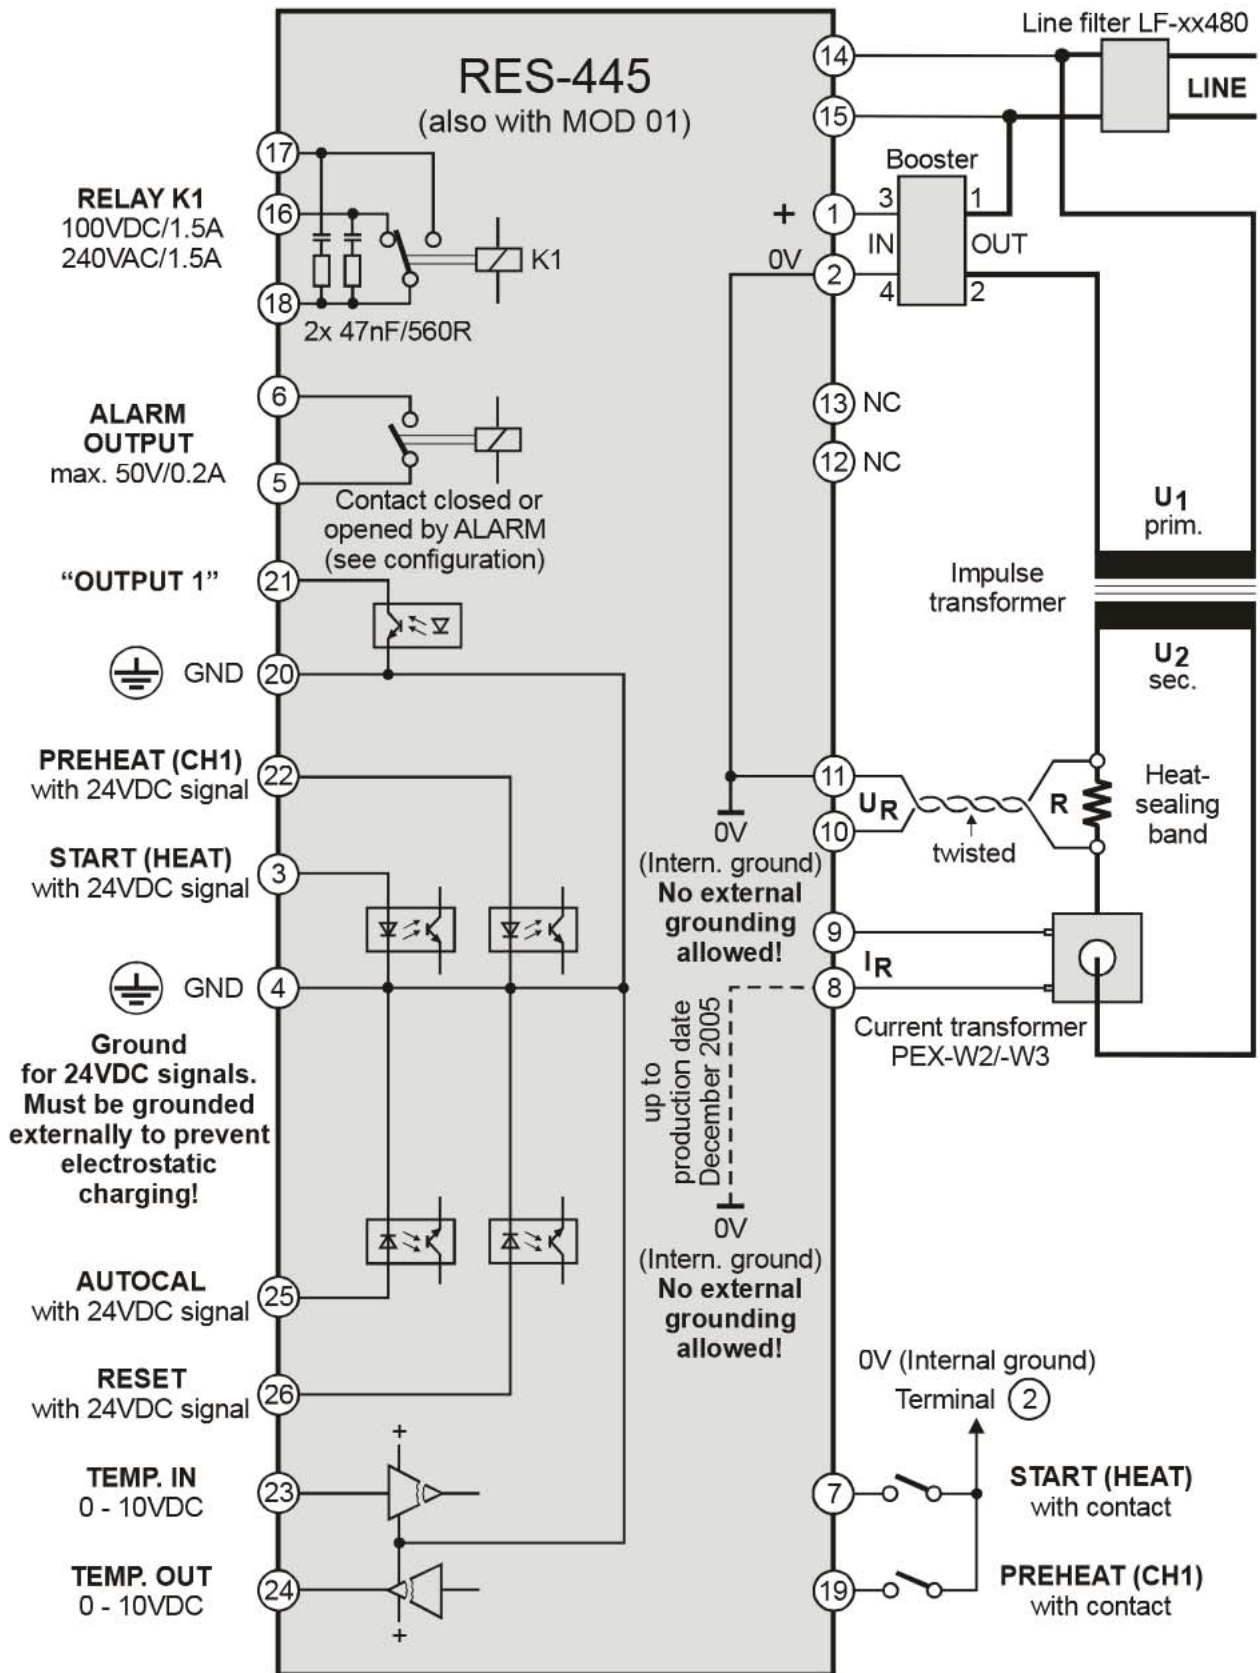 Line filter LF-xx480
LINE
RES-445
(also with MOD 01)
14
15
17
RELAY K1
100VDC/1.5A
240VAC/1.5A
16
18
K1
2x 47nF/560R
Booster
+
1
3
1
IN
OUT
0V
2
4
2
6
ALARM
OUTPUT
max. 50V/0.2A
5
Contact closed or
opened by ALARM
(see configuration)
13
NC
12
NC
U1
prim.
Impulse
transformer
U2
sec.
“OUTPUT 1”
21
GND
20
PREHEAT (CH1)
with 24VDC signal
22
START (HEAT)
with 24VDC signal
3
GND
4
Ground
for 24VDC signals.
Must be grounded
externally to prevent
electrostatic
charging!
11
UR
10
twisted
R
Heat-
sealing
band
0V
(Intern. ground)
No external
grounding
allowed!
9
IR
8
Current transformer
PEX-W2/-W3
up to
production date
December 2005
0V
(Intern. ground)
No external
grounding
allowed!
AUTOCAL
with 24VDC signal
25
RESET
with 24VDC signal
26
TEMP. IN
0 - 10VDC
23
+
TEMP. OUT
0 - 10VDC
24
+
0V (Internal ground)
Terminal 2
7
START (HEAT)
with contact
19
PREHEAT (CH1)
with contact